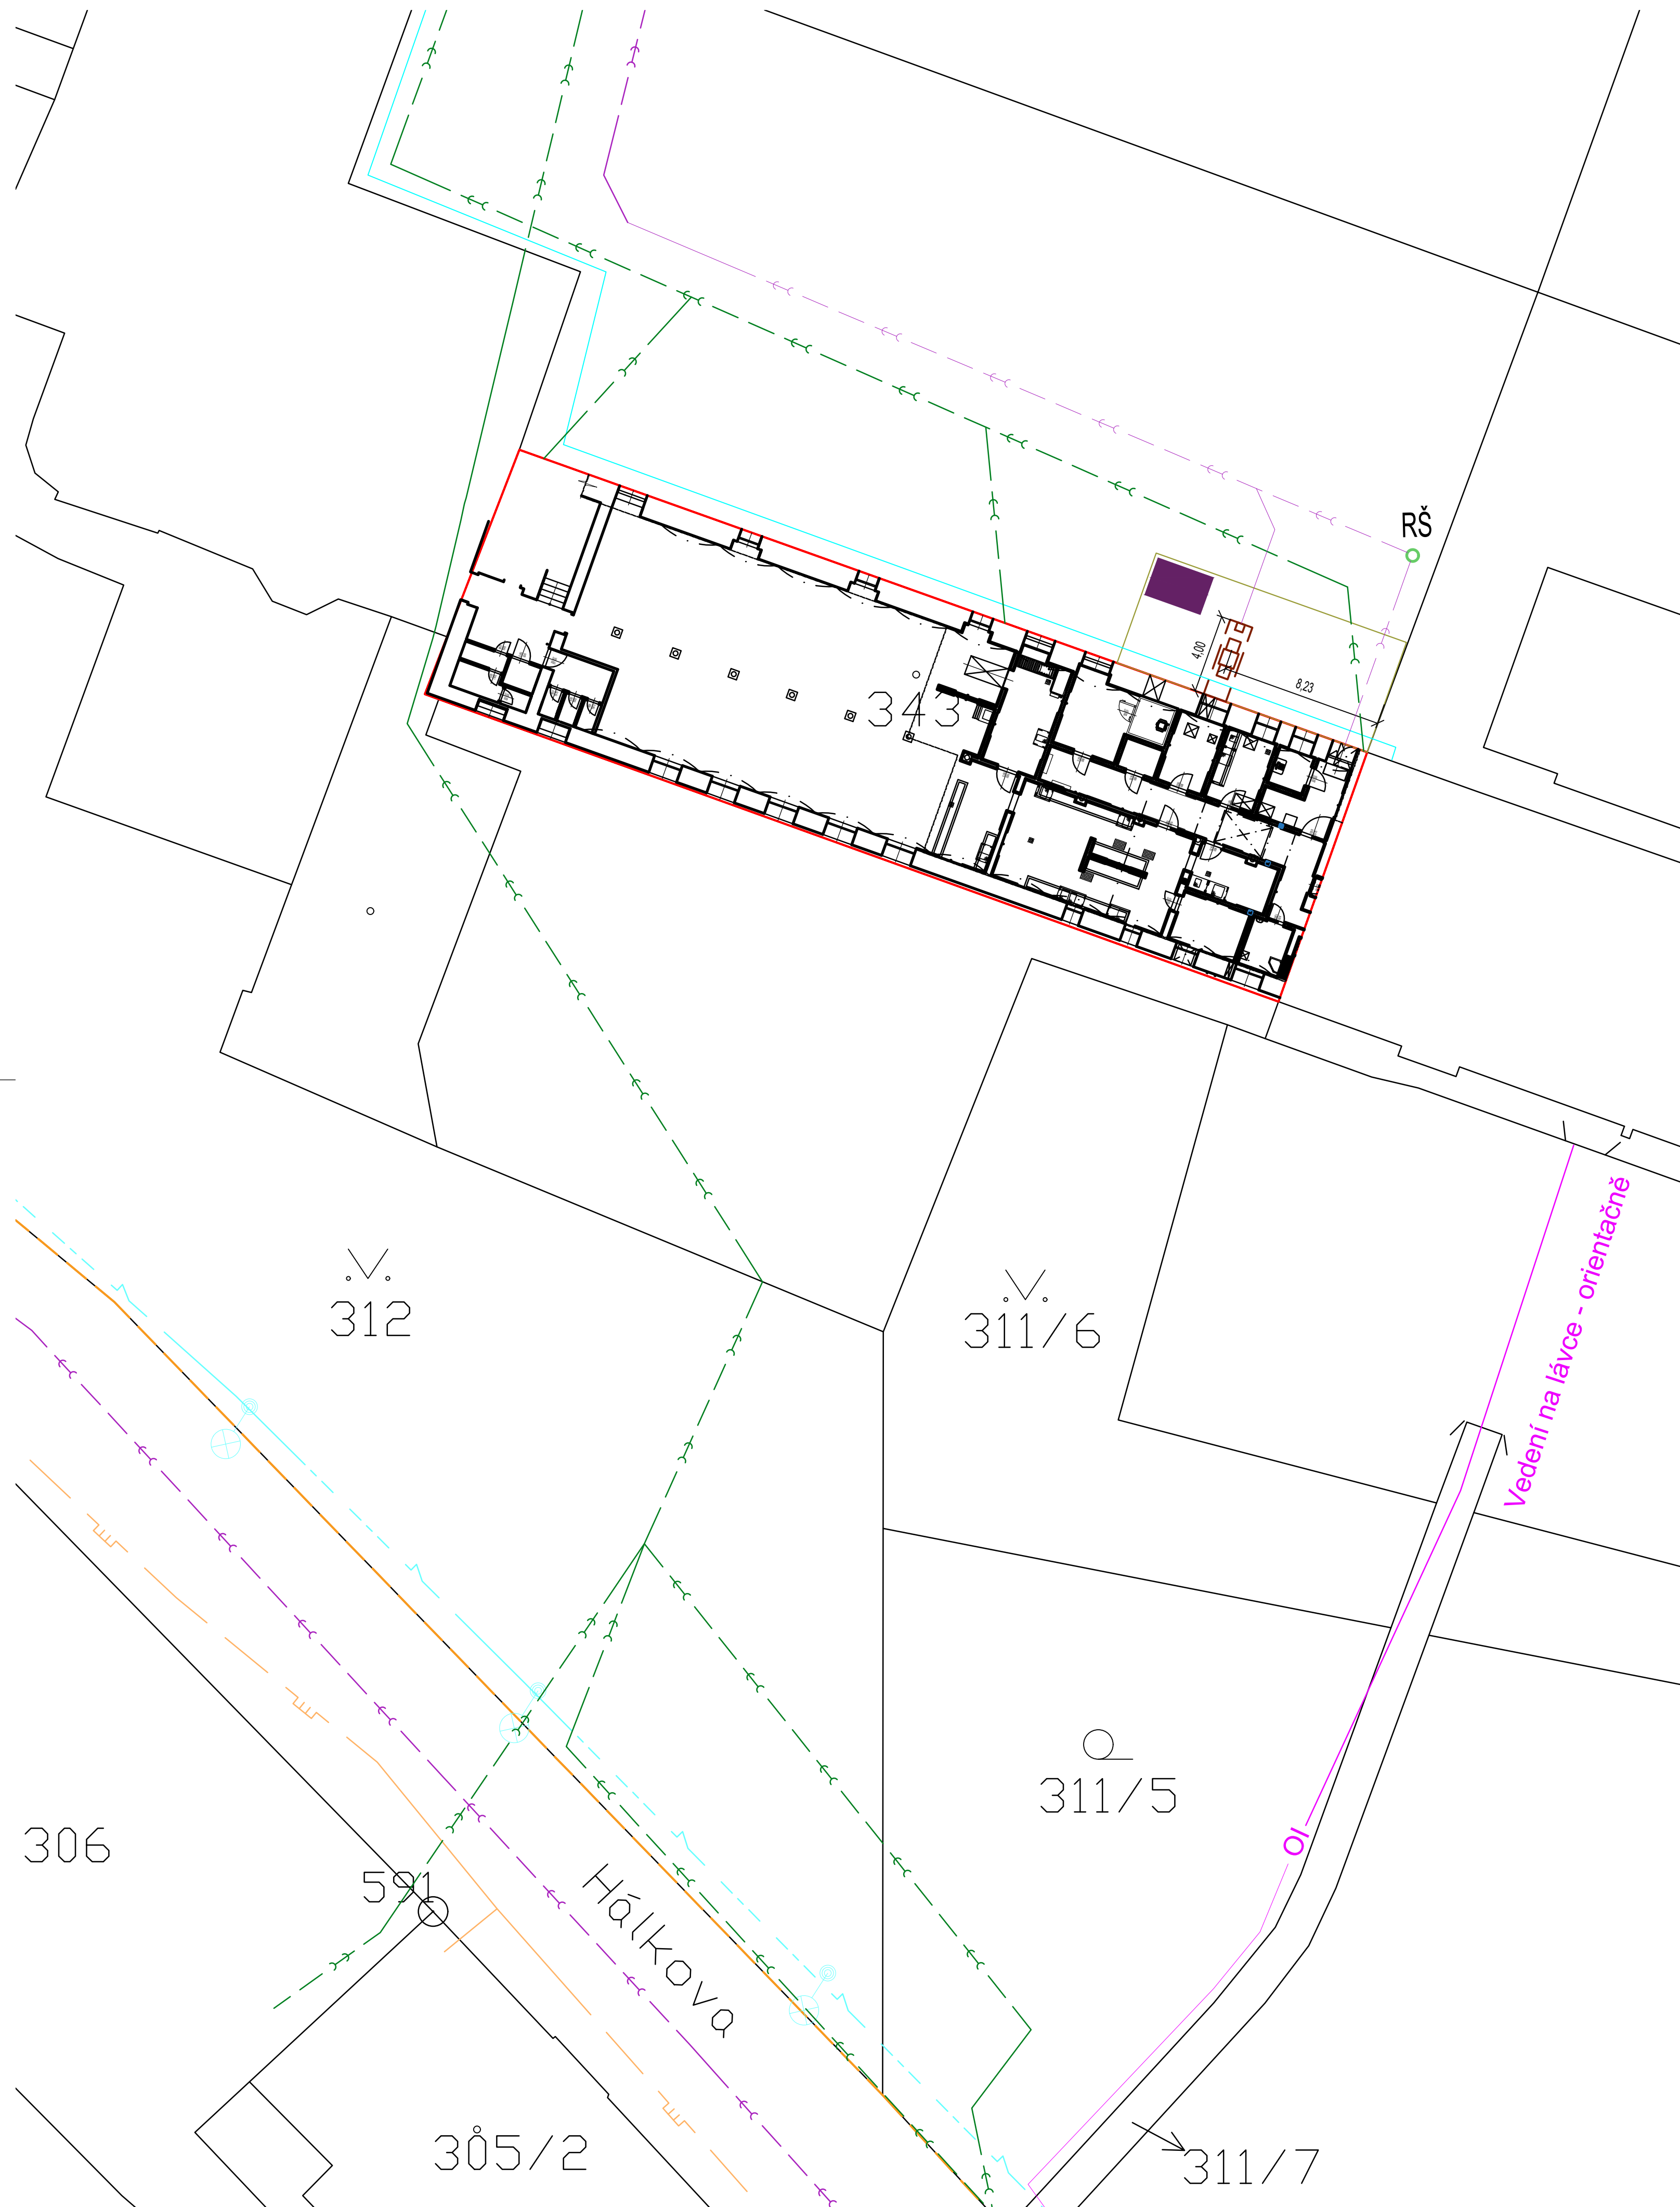 RŠ
4,00
8,23
343
Vedení na lávce - orientačně
312
311/6
311/5
OI
306
591
Hálkova
305/2
311/7